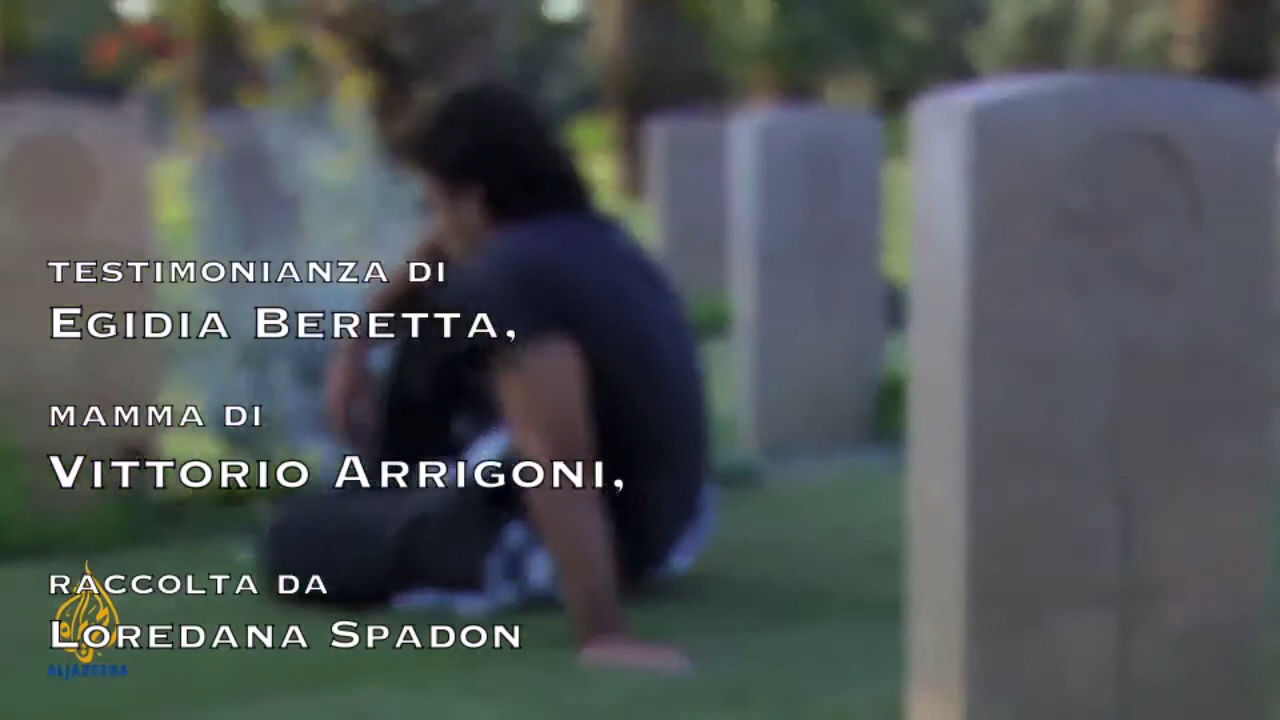 TESTIMONIANZA DI
EGIDIA BERETTA,
MAMMA DI
VITTORIO ARRIGONI,
RACCOLTA DA
LOREDANA SPADON
ALJAZEERA